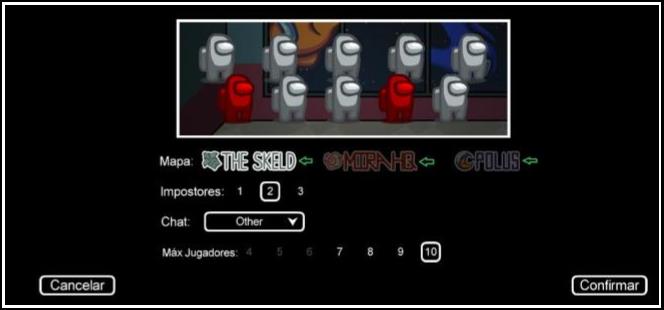 Mapa: THE SKELD MIRA HQ POLUS
Impostores: 1 2 3
Chat: Other
Máx Jugadores: 4 5 6 7 8 9 10
Cancelar Confirmar